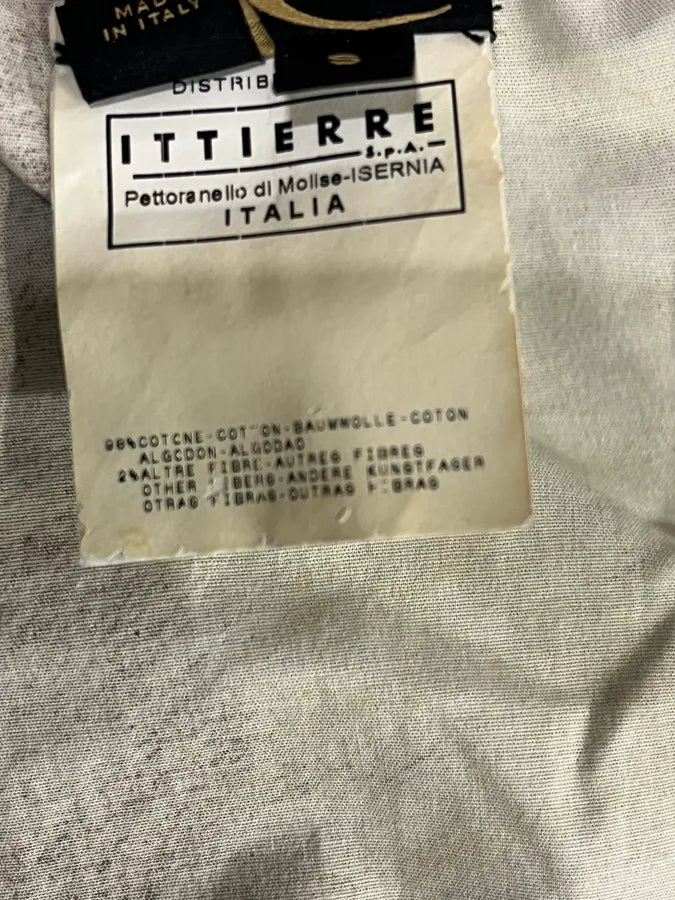 MADE
IN ITALY
DISTRIB
ITTIERRE
S.p.A.
Pettoranello di Molise-ISERNIA
ITALIA
98%COTONE-COTTON-BAUMWOLLE-COTON
ALGODON-ALGODAO
2%ALTRE FIBRE-AUTRES FIBRES
OTHER FIBERS-ANDERE KUNSTFASER
OTRAS FIBRAS-OUTRAS FIBRAS